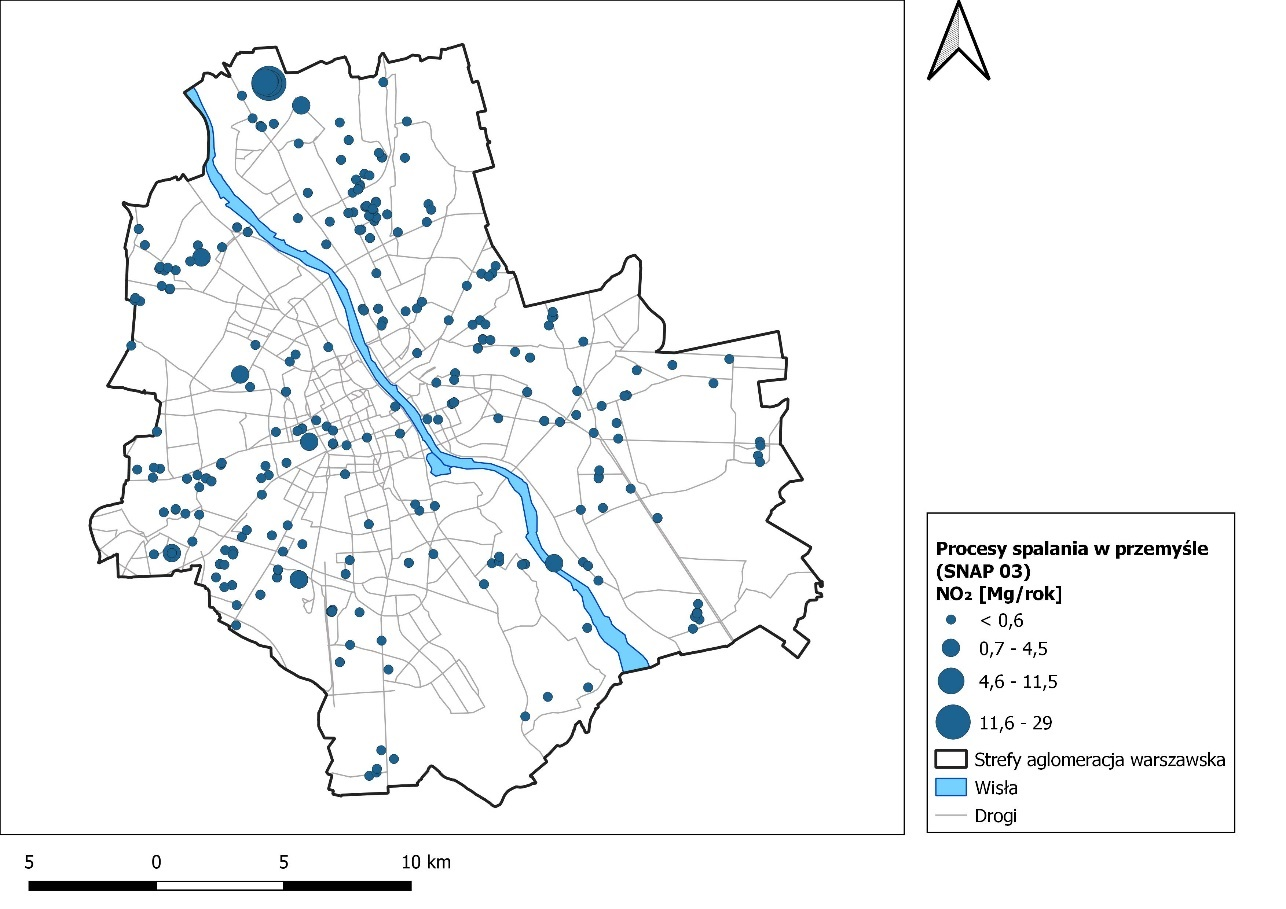 Procesy spalania w przemyśle
(SNAP 03)
NO₂ [Mg/rok]
< 0,6
0,7 - 4,5
4,6 - 11,5
11,6 - 29
Strefy aglomeracja warszawska
Wisła
Drogi
5 0 5 10 km